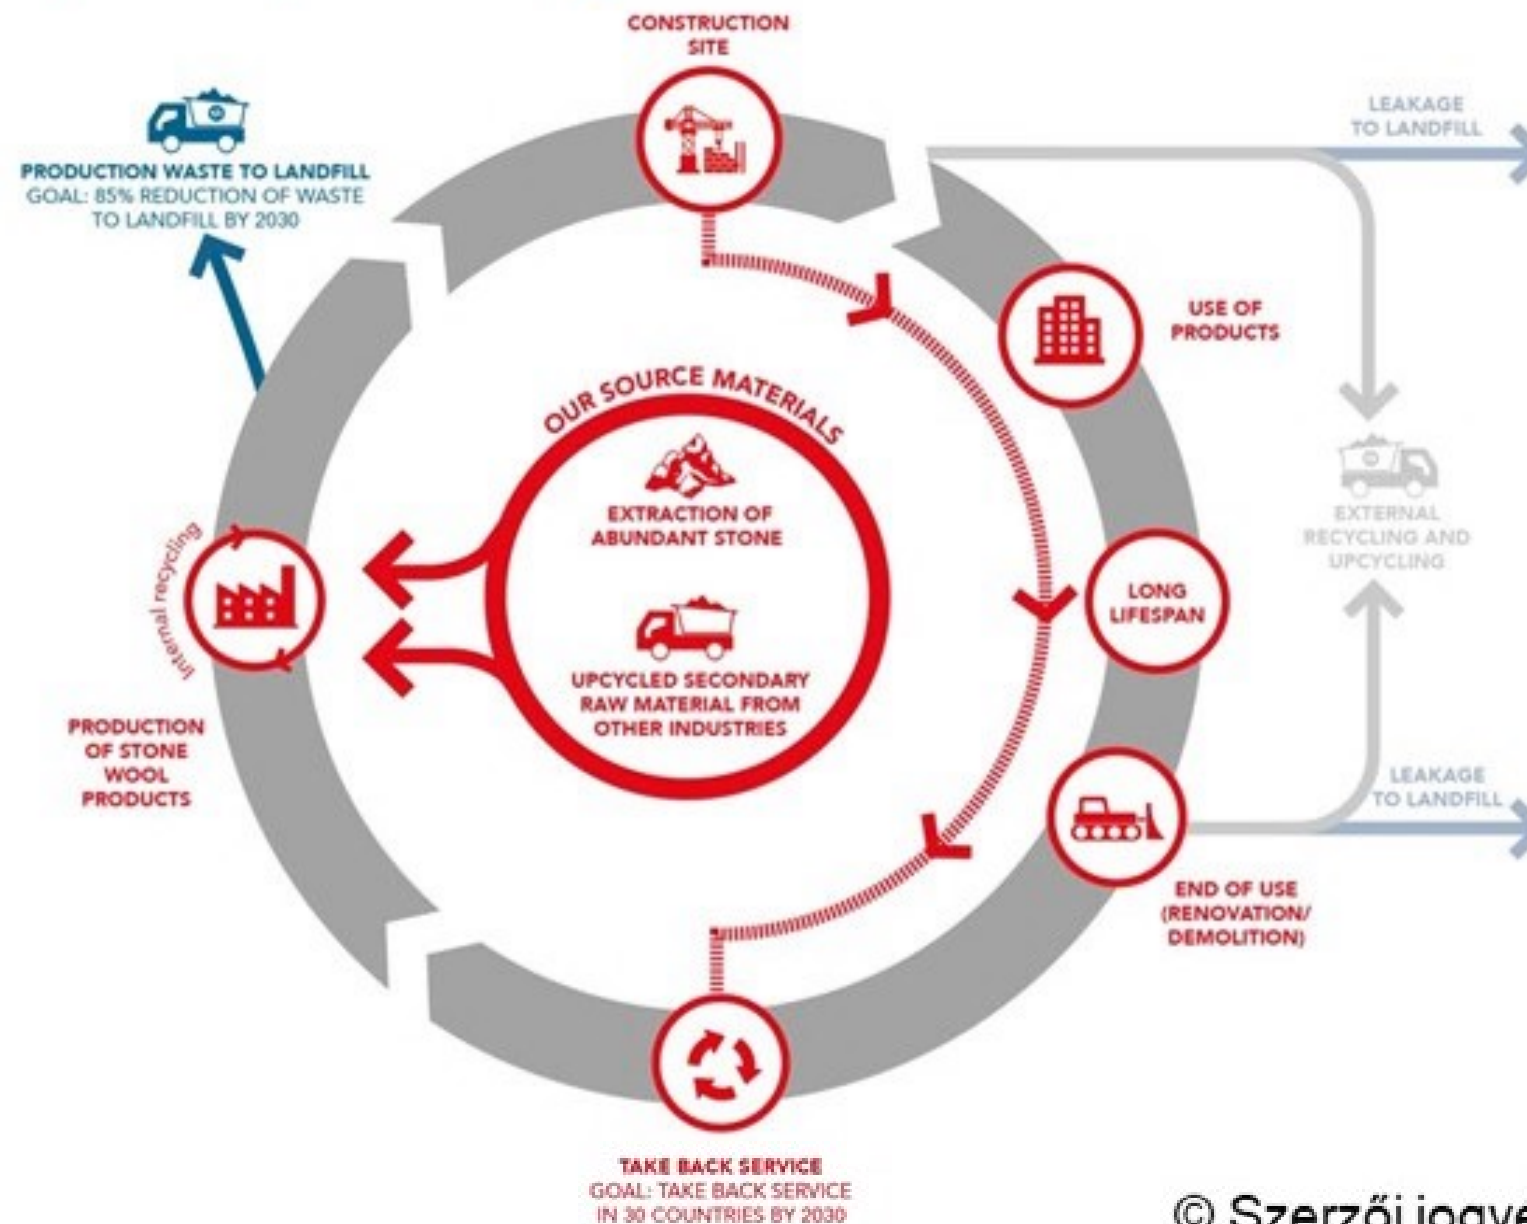 CONSTRUCTION
SITE
LEAKAGE
TO LANDFILL
PRODUCTION WASTE TO LANDFILL
GOAL: 85% REDUCTION OF WASTE
TO LANDFILL BY 2030
USE OF
PRODUCTS
OUR SOURCE MATERIALS
EXTRACTION OF
ABUNDANT STONE
EXTERNAL
RECYCLING AND
UPCYCLING
Internal recycling
LONG
LIFESPAN
UPCYCLED SECONDARY
RAW MATERIAL FROM
OTHER INDUSTRIES
PRODUCTION
OF STONE
WOOL
PRODUCTS
LEAKAGE
TO LANDFILL
END OF USE
(RENOVATION/
DEMOLITION)
TAKE BACK SERVICE
GOAL: TAKE BACK SERVICE
IN 30 COUNTRIES BY 2030
© Szerzői